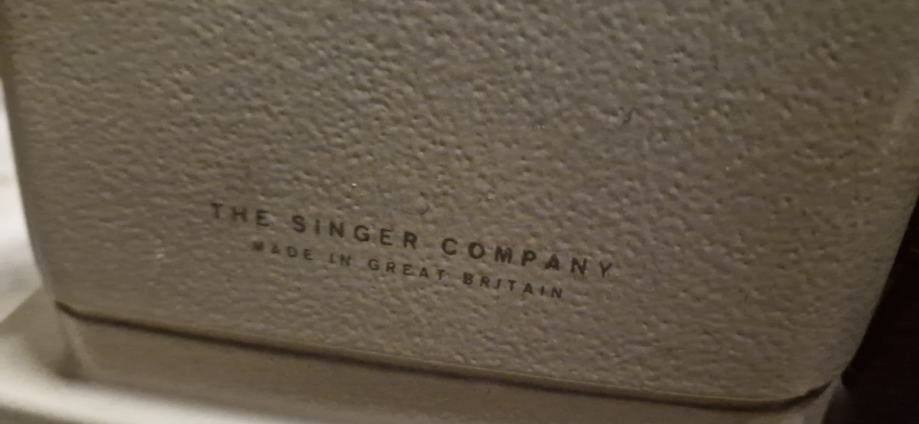 THE SINGER COMPANY
MADE IN GREAT BRITAIN